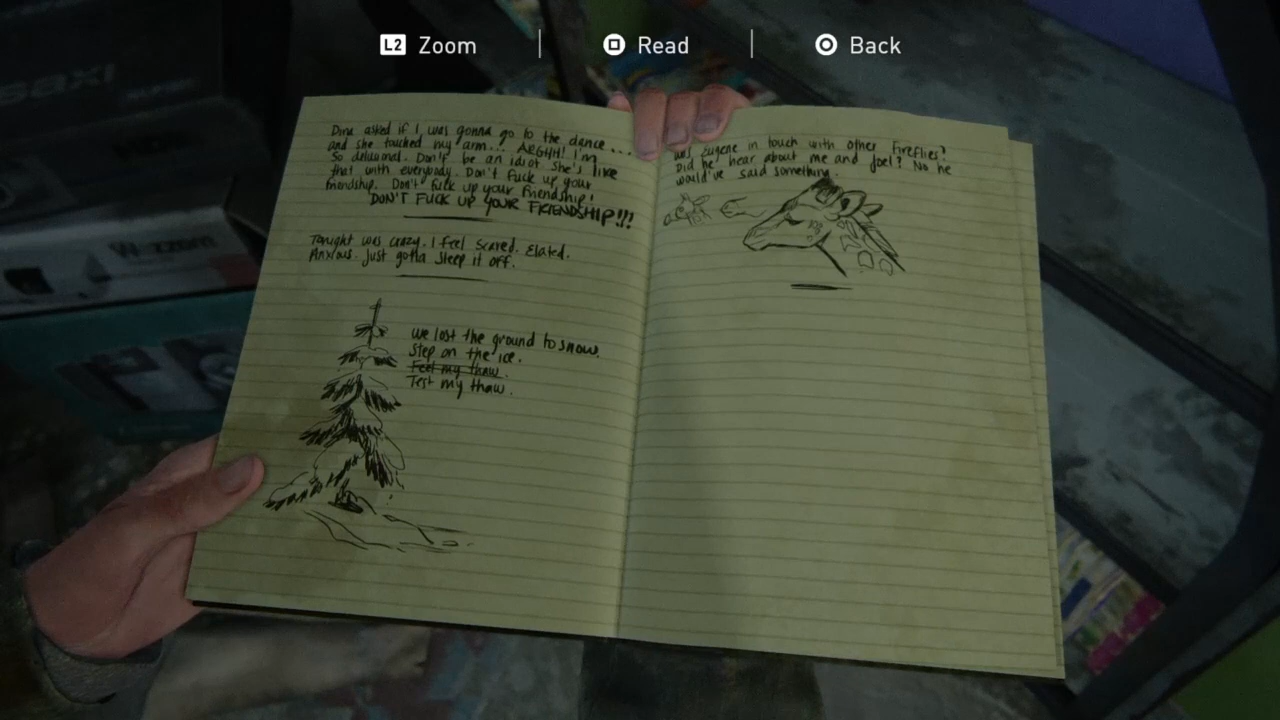 L2 Zoom
Read
Back
Dina asked if I was gonna go to the dance...
and she touched my arm... ARGHH! I'm
so delusional. Don't be an idiot she's like
that with everybody. Don't fuck up your
friendship. Don't fuck up your friendship!
DON'T FUCK UP YOUR FRIENDSHIP!!!
Tonight was crazy. I feel scared. Elated.
Anxious. Just gotta sleep it off.
We lost the ground to snow.
Step on the ice.
Feel my thaw.
Test my thaw.
Was Eugene in touch with other Fireflies?
Did he hear about me and Joel? No he
would've said something.